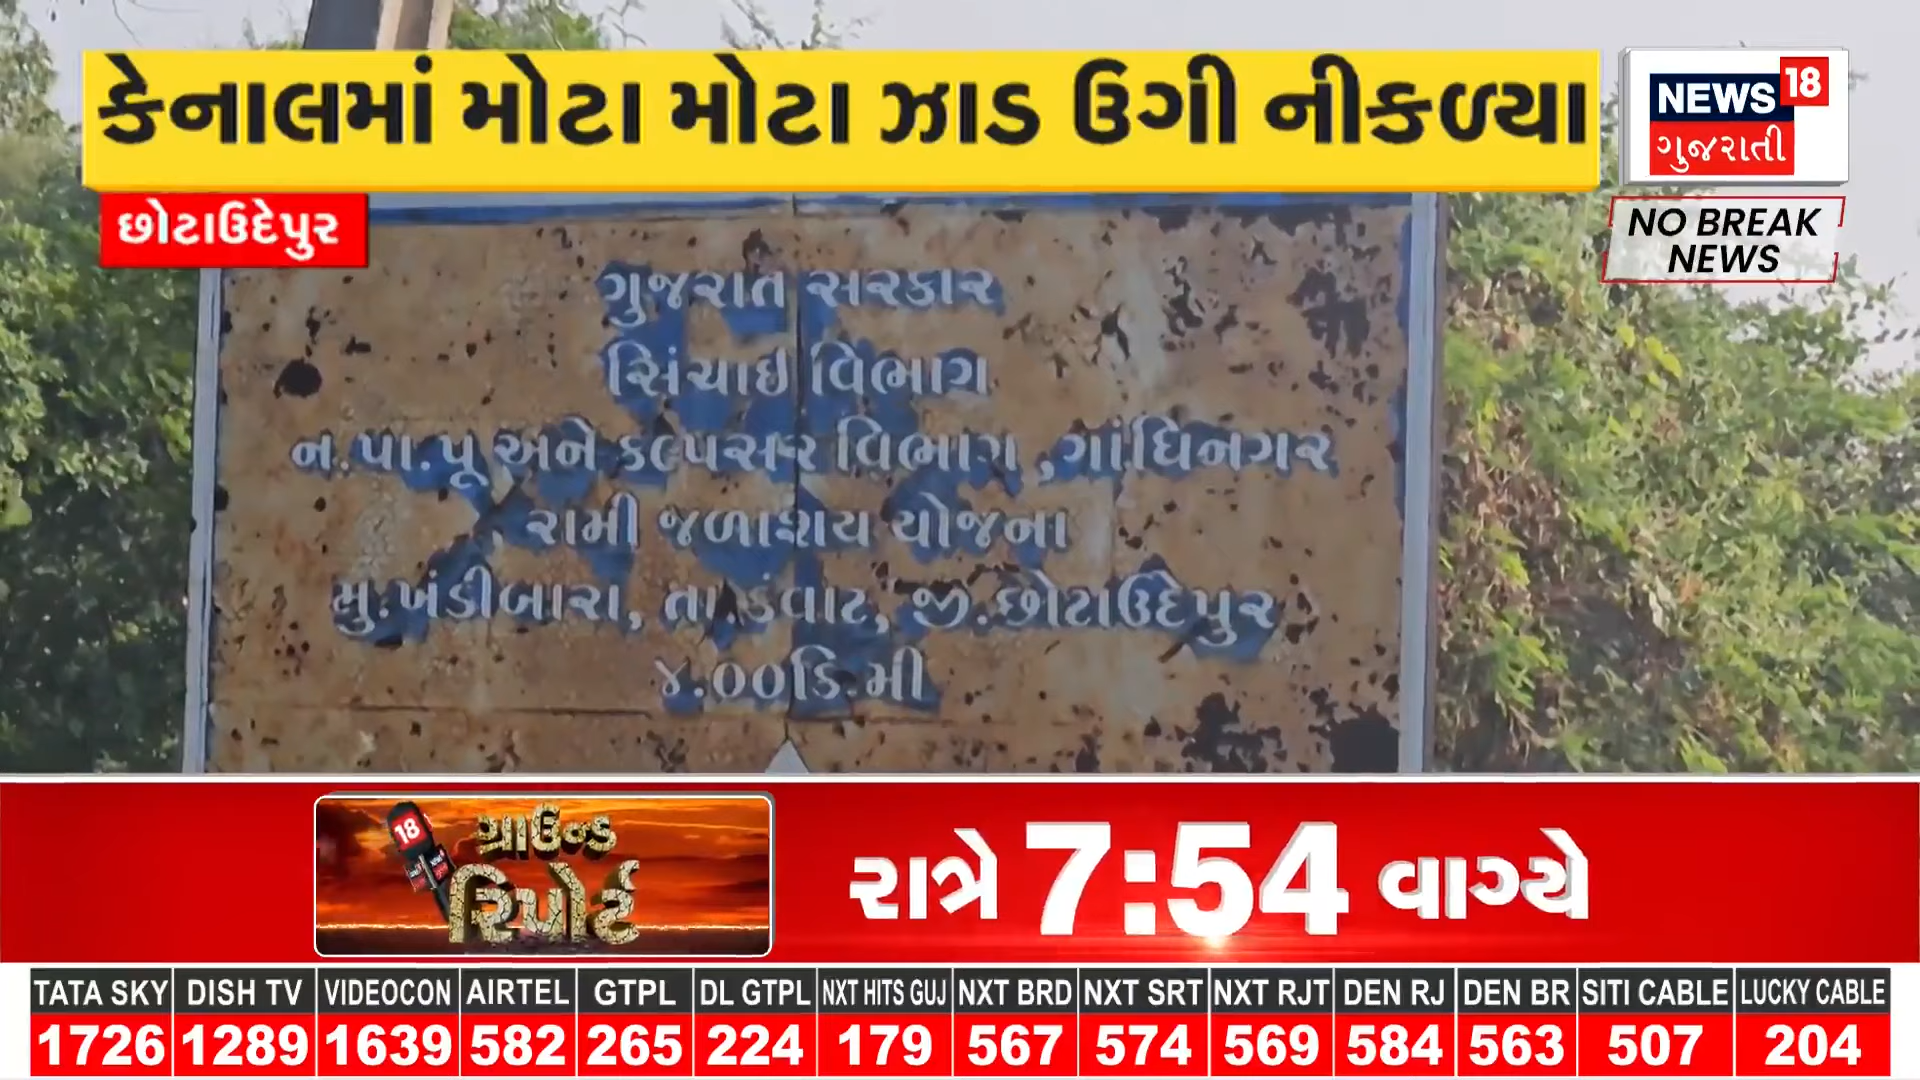 કેનાલમાં મોટા મોટા ઝાડ ઉગી નીકળ્યા
NEWS 18
ગુજરાતી
છોટાઉદેપુર
NO BREAK
NEWS
ગુજરાત સરકાર
સિંચાઇ વિભાગ
ન.પા.પૂ અને કલ્પસર વિભાગ ,ગાંધિનગર
રામી જળાશય યોજના
મુ.ખંડીબારા, તા.કંવાટ, જી.છોટાઉદેપુર
૪.૦૦કિ.મી
18
ગ્રાઉન્ડ
રિપોર્ટ
રાત્રે 7:54 વાગ્યે
TATA SKY DISH TV VIDEOCON AIRTEL GTPL DL GTPL NXT HITS GUJ NXT BRD NXT SRT NXT RJT DEN RJ DEN BR SITI CABLE LUCKY CABLE
1726 1289 1639 582 265 224 179 567 574 569 584 563 507 204